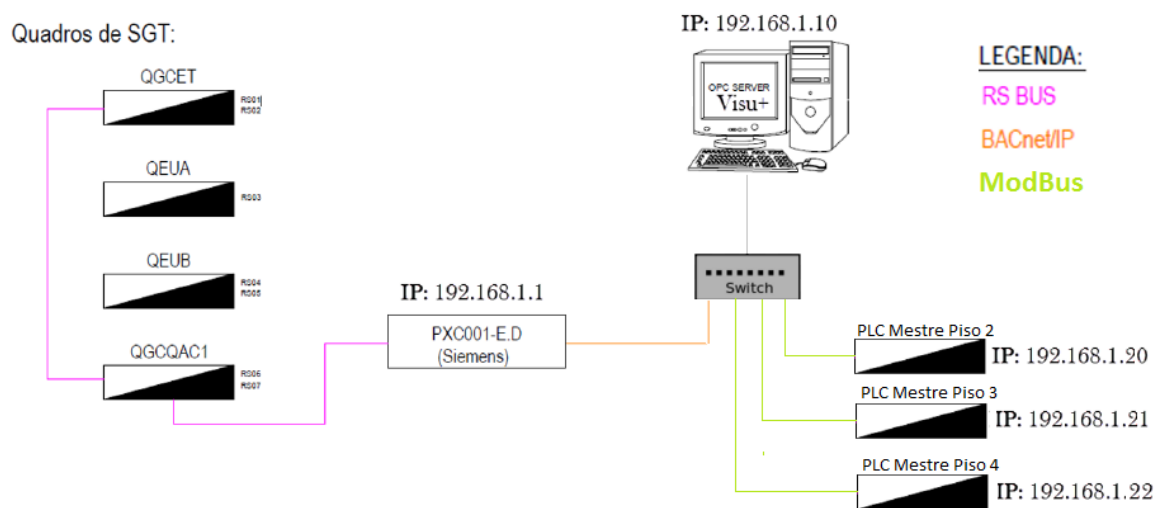 Quadros de SGT:
QGCET
RS01
RS02
QEUA
RS03
QEUB
RS04
RS05
QGCQAC1
RS06
RS07
IP: 192.168.1.1
PXC001-E.D
(Siemens)
IP: 192.168.1.10
OPC SERVER
Visu+
Switch
LEGENDA:
RS BUS
BACnet/IP
ModBus
PLC Mestre Piso 2
IP: 192.168.1.20
PLC Mestre Piso 3
IP: 192.168.1.21
PLC Mestre Piso 4
IP: 192.168.1.22